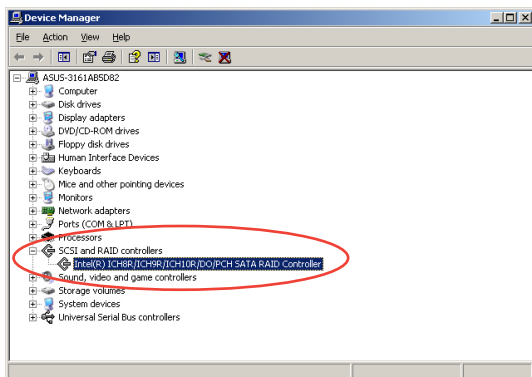 Device Manager
File Action View Help
ASUS-3161AB5D82
Computer
Disk drives
Display adapters
DVD/CD-ROM drives
Floppy disk drives
Human Interface Devices
Keyboards
Mice and other pointing devices
Monitors
Network adapters
Ports (COM & LPT)
Processors
SCSI and RAID controllers
Intel(R) ICH8R/ICH9R/ICH10R/DO/PCH SATA RAID Controller
Sound, video and game controllers
Storage volumes
System devices
Universal Serial Bus controllers